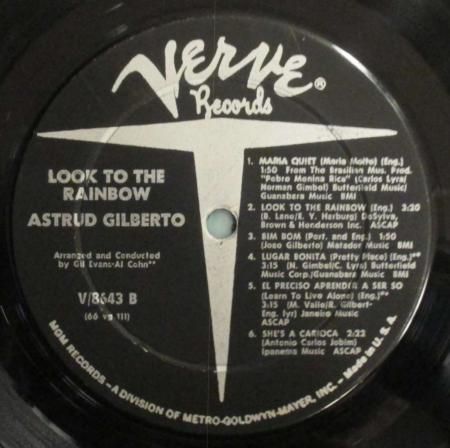 VERVE®
Records
LOOK TO THE
RAINBOW
ASTRUD GILBERTO
Arranged and Conducted
by Gil Evans-Al Cohn**
V/8643 B
(66 vg 111)
1. MARIA QUIET (Maria Moita) (Eng.)
1:50 From The Brazilian Mus. Prod.
"Pobre Menina Rica" (Carlos Lyra/
Norman Gimbel) Butterfield Music/
Guanabara Music BMI
2. LOOK TO THE RAINBOW (Eng.) 3:20
(B. Lane/E. Y. Harburg) DeSylva,
Brown & Henderson Inc. ASCAP
3. BIM BOM (Port. and Eng.) 1:50
(Joao Gilberto) Matador Music BMI
4. LUGAR BONITA (Pretty Place) (Eng.)**
3:15 (N. Gimbel/C. Lyra) Butterfield
Music Corp./Guanabara Music BMI
5. EL PRECISO APRENDER A SER SO
(Learn To Live Alone) (Eng.)**
3:15 (M. Valle/R. Gilbert-
Eng. lyr) Janeiro Music
ASCAP
6. SHE'S A CARIOCA 2:22
(Antonio Carlos Jobim)
Ipanema Music ASCAP
MGM RECORDS – A DIVISION OF METRO-GOLDWYN-MAYER, INC. – Made in U. S. A.